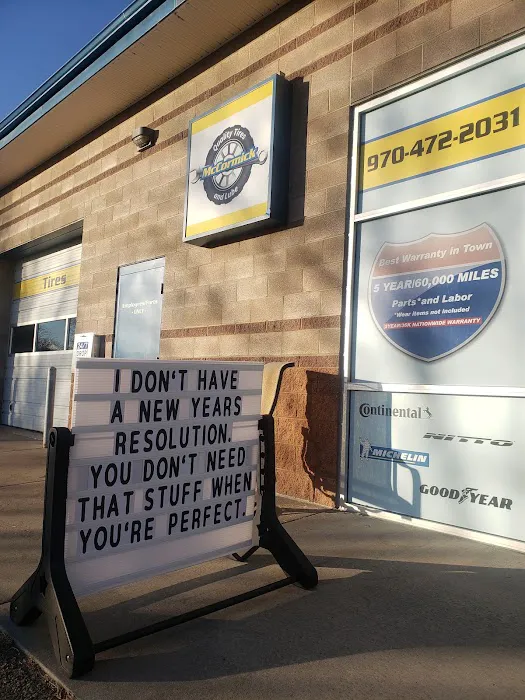 Quality Tires
McCormick
and Lube
970-472-2031
Best Warranty in Town
5 YEAR/60,000 MILES
Parts*and Labor
*Wear items not included
Tires
Continental
NITTO
MICHELIN
GOODYEAR
I DON'T HAVE
A NEW YEARS
RESOLUTION.
YOU DON'T NEED
THAT STUFF WHEN
YOU'RE PERFECT.